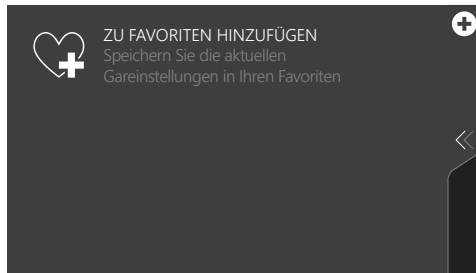 ZU FAVORITEN HINZUFÜGEN
Speichern Sie die aktuellen
Gareinstellungen in Ihren Favoriten